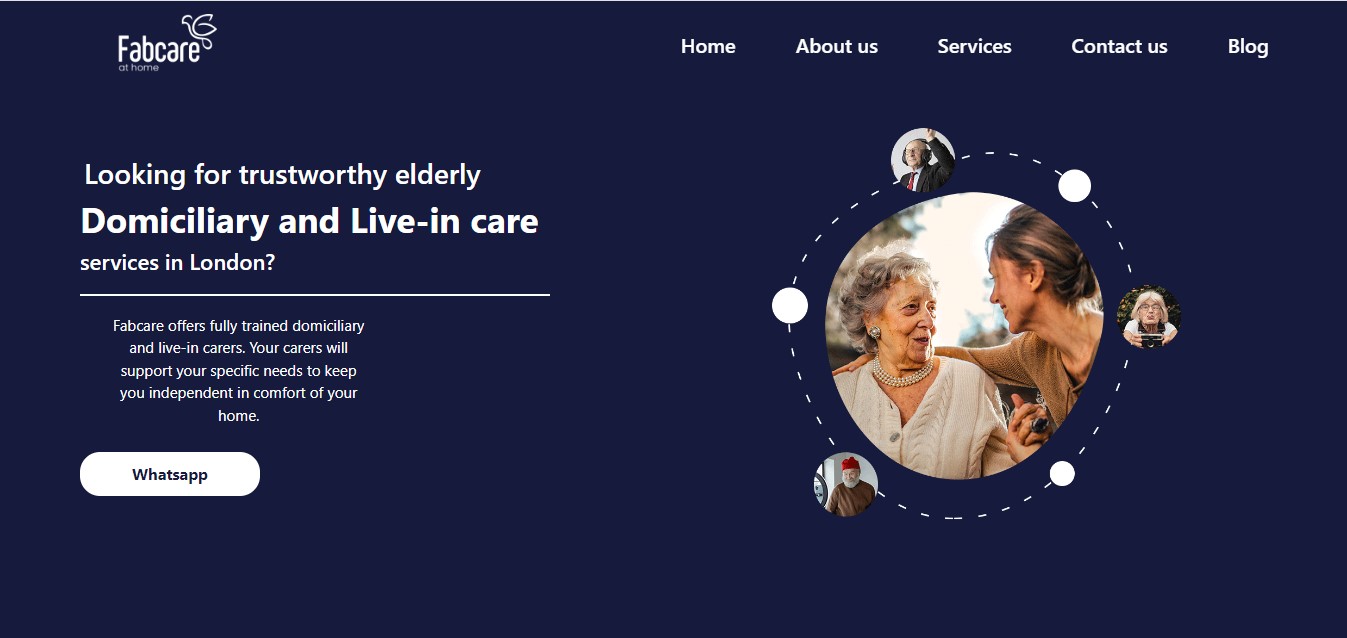 Fabcare
at home
Home About us Services Contact us Blog
Looking for trustworthy elderly
Domiciliary and Live-in care
services in London?
Fabcare offers fully trained domiciliary
and live-in carers. Your carers will
support your specific needs to keep
you independent in comfort of your
home.
Whatsapp